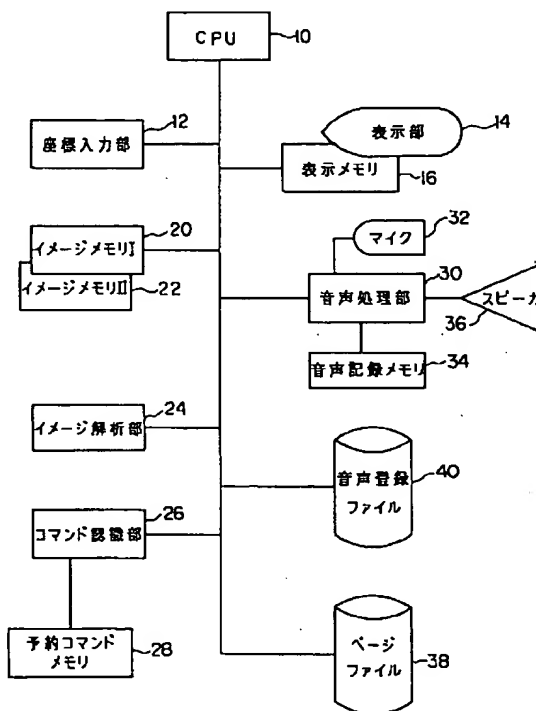 CPU
10
座標入力部
12
表示部
14
表示メモリ
16
イメージメモリI
20
イメージメモリII
22
マイク
32
音声処理部
30
スピーカ
36
音声記録メモリ
34
イメージ解析部
24
音声登録
ファイル
40
コマンド認識部
26
予約コマンド
メモリ
28
ページ
ファイル
38